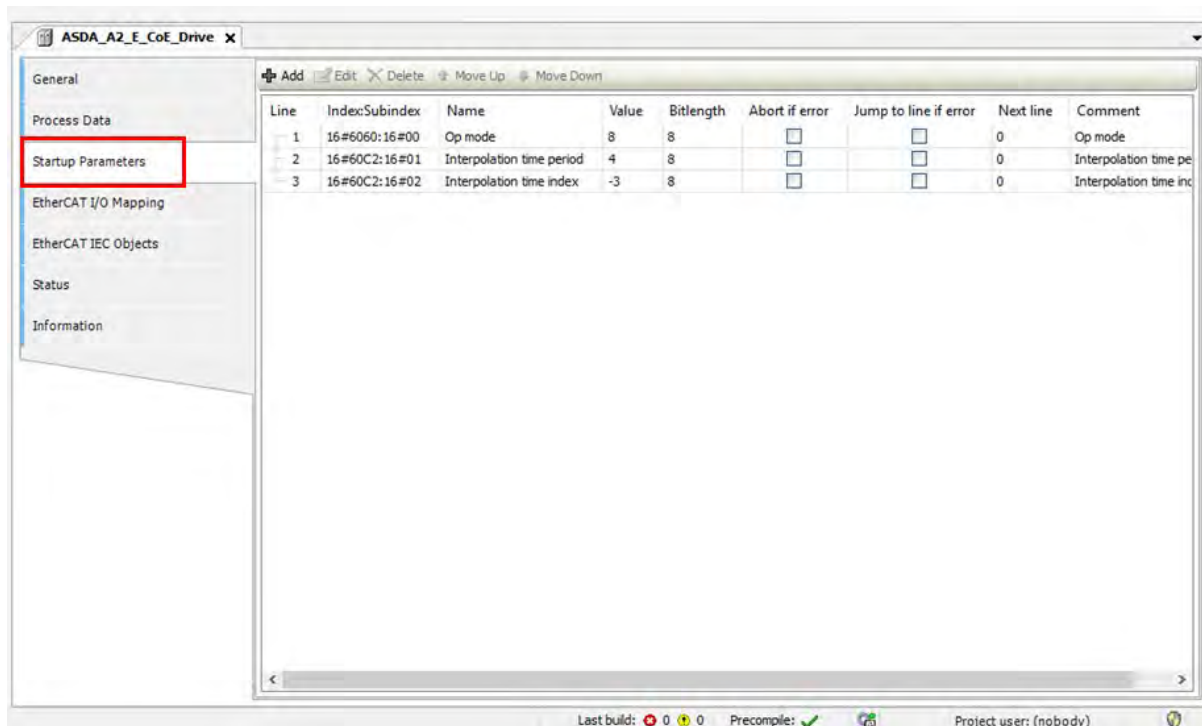 ASDA_A2_E_CoE_Drive X
General
Process Data
Startup Parameters
EtherCAT I/O Mapping
EtherCAT IEC Objects
Status
Information
Add Edit Delete Move Up Move Down
Line Index:Subindex Name Value Bitlength Abort if error Jump to line if error Next line Comment
1 16#6060:16#00 Op mode 8 8 0 Op mode
2 16#60C2:16#01 Interpolation time period 4 8 0 Interpolation time pe
3 16#60C2:16#02 Interpolation time index -3 8 0 Interpolation time inc
Last build: 0 0 Precompile: Project user: (nobody)